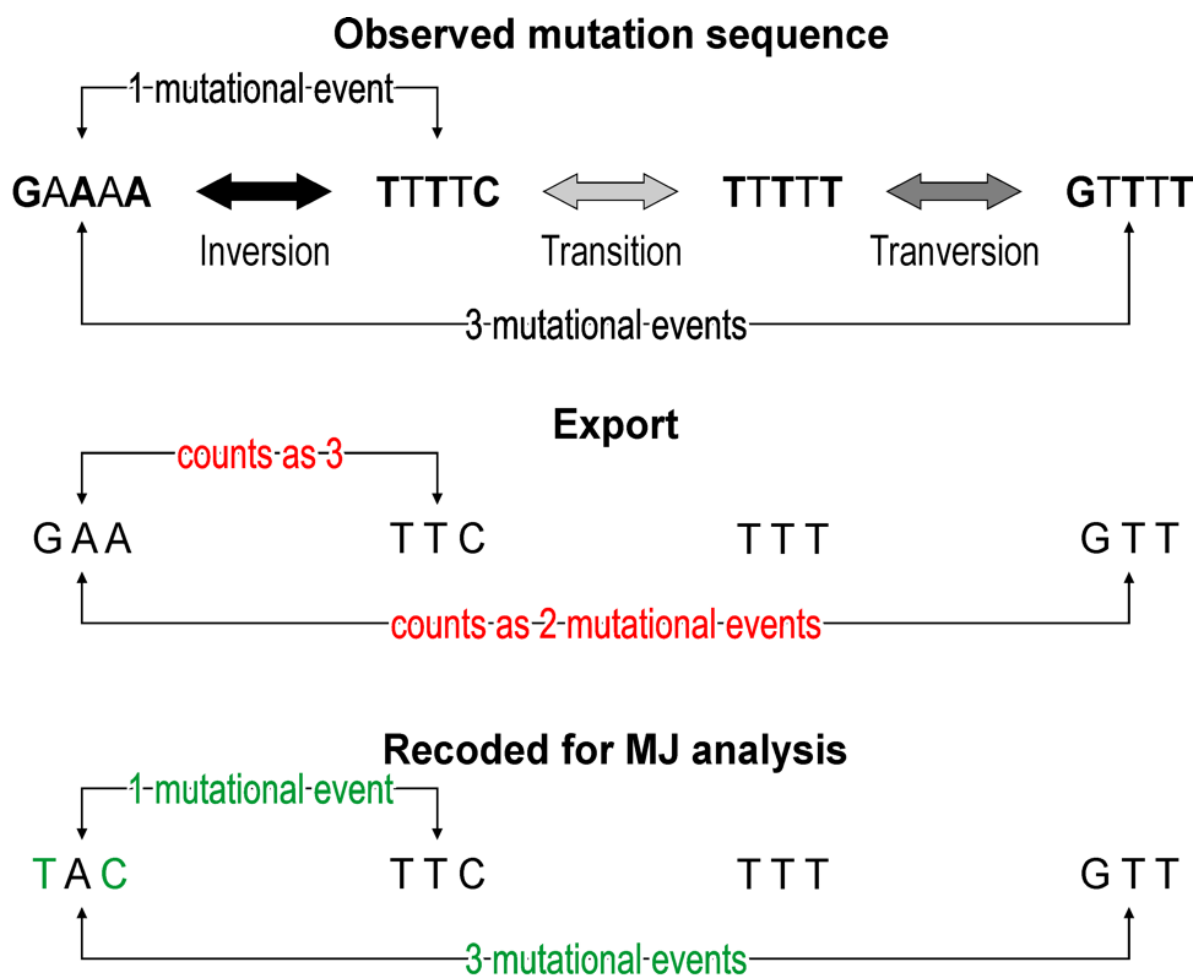 Observed mutation sequence
1 mutational event
GAAAA TTTTC TTTTT GTTTT
Inversion Transition Tranversion
3 mutational events
Export
counts as 3
GAA TTC TTT GTT
counts as 2 mutational events
Recoded for MJ analysis
1 mutational event
TAC TTC TTT GTT
3 mutational events